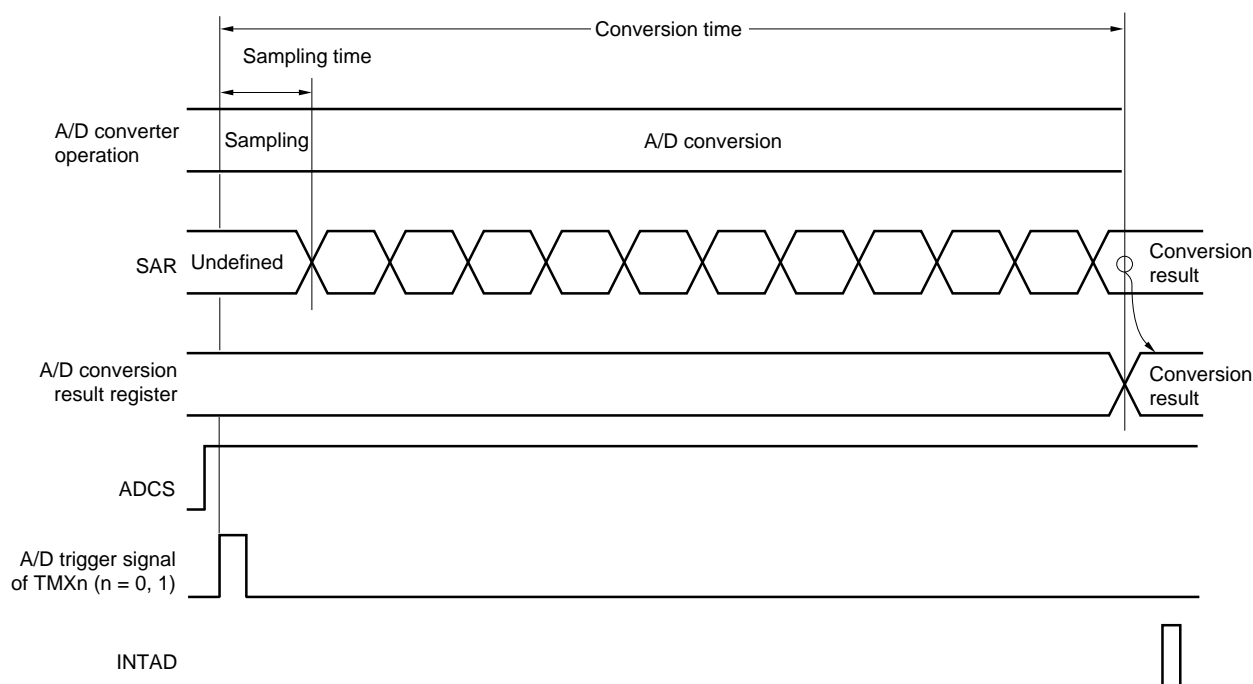 Conversion time
Sampling time
A/D converter
operation
Sampling
A/D conversion
SAR
Undefined
Conversion
result
A/D conversion
result register
Conversion
result
ADCS
A/D trigger signal
of TMXn (n = 0, 1)
INTAD